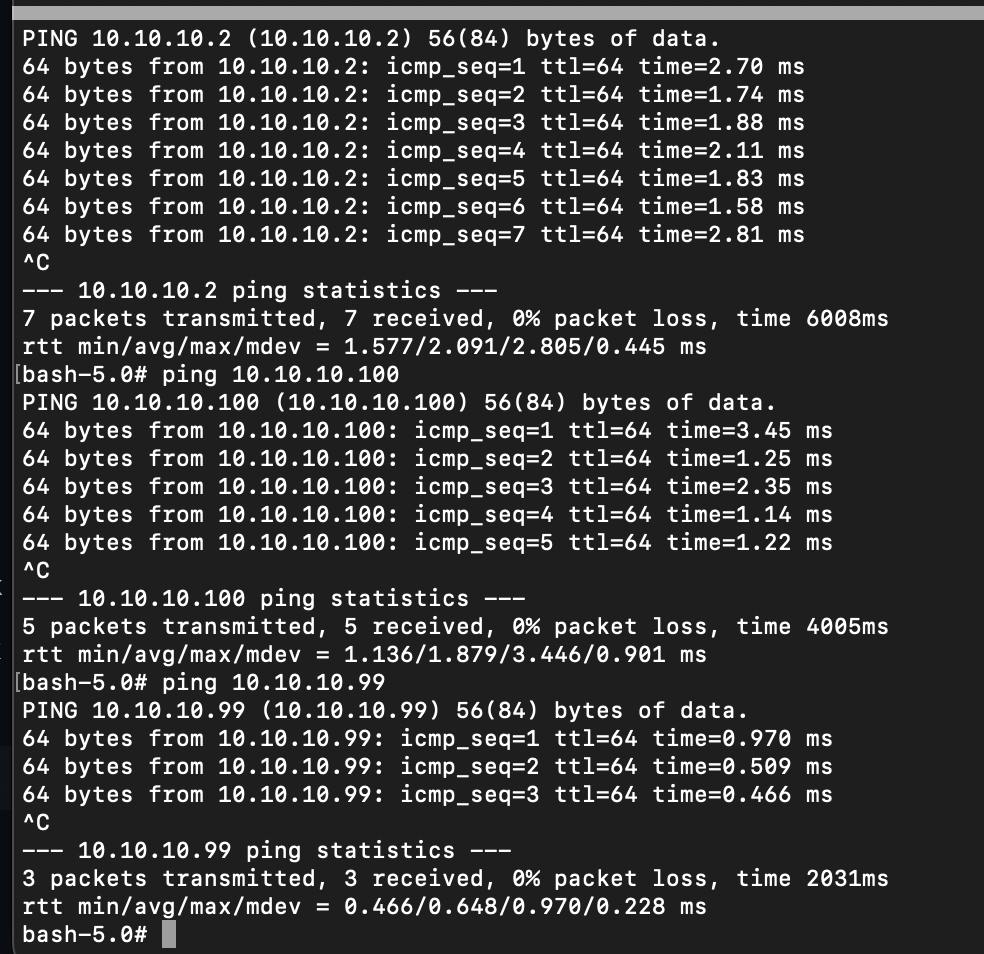 PING 10.10.10.2 (10.10.10.2) 56(84) bytes of data.
64 bytes from 10.10.10.2: icmp_seq=1 ttl=64 time=2.70 ms
64 bytes from 10.10.10.2: icmp_seq=2 ttl=64 time=1.74 ms
64 bytes from 10.10.10.2: icmp_seq=3 ttl=64 time=1.88 ms
64 bytes from 10.10.10.2: icmp_seq=4 ttl=64 time=2.11 ms
64 bytes from 10.10.10.2: icmp_seq=5 ttl=64 time=1.83 ms
64 bytes from 10.10.10.2: icmp_seq=6 ttl=64 time=1.58 ms
64 bytes from 10.10.10.2: icmp_seq=7 ttl=64 time=2.81 ms
^C
--- 10.10.10.2 ping statistics ---
7 packets transmitted, 7 received, 0% packet loss, time 6008ms
rtt min/avg/max/mdev = 1.577/2.091/2.805/0.445 ms
[bash-5.0# ping 10.10.10.100
PING 10.10.10.100 (10.10.10.100) 56(84) bytes of data.
64 bytes from 10.10.10.100: icmp_seq=1 ttl=64 time=3.45 ms
64 bytes from 10.10.10.100: icmp_seq=2 ttl=64 time=1.25 ms
64 bytes from 10.10.10.100: icmp_seq=3 ttl=64 time=2.35 ms
64 bytes from 10.10.10.100: icmp_seq=4 ttl=64 time=1.14 ms
64 bytes from 10.10.10.100: icmp_seq=5 ttl=64 time=1.22 ms
^C
--- 10.10.10.100 ping statistics ---
5 packets transmitted, 5 received, 0% packet loss, time 4005ms
rtt min/avg/max/mdev = 1.136/1.879/3.446/0.901 ms
[bash-5.0# ping 10.10.10.99
PING 10.10.10.99 (10.10.10.99) 56(84) bytes of data.
64 bytes from 10.10.10.99: icmp_seq=1 ttl=64 time=0.970 ms
64 bytes from 10.10.10.99: icmp_seq=2 ttl=64 time=0.509 ms
64 bytes from 10.10.10.99: icmp_seq=3 ttl=64 time=0.466 ms
^C
--- 10.10.10.99 ping statistics ---
3 packets transmitted, 3 received, 0% packet loss, time 2031ms
rtt min/avg/max/mdev = 0.466/0.648/0.970/0.228 ms
bash-5.0#